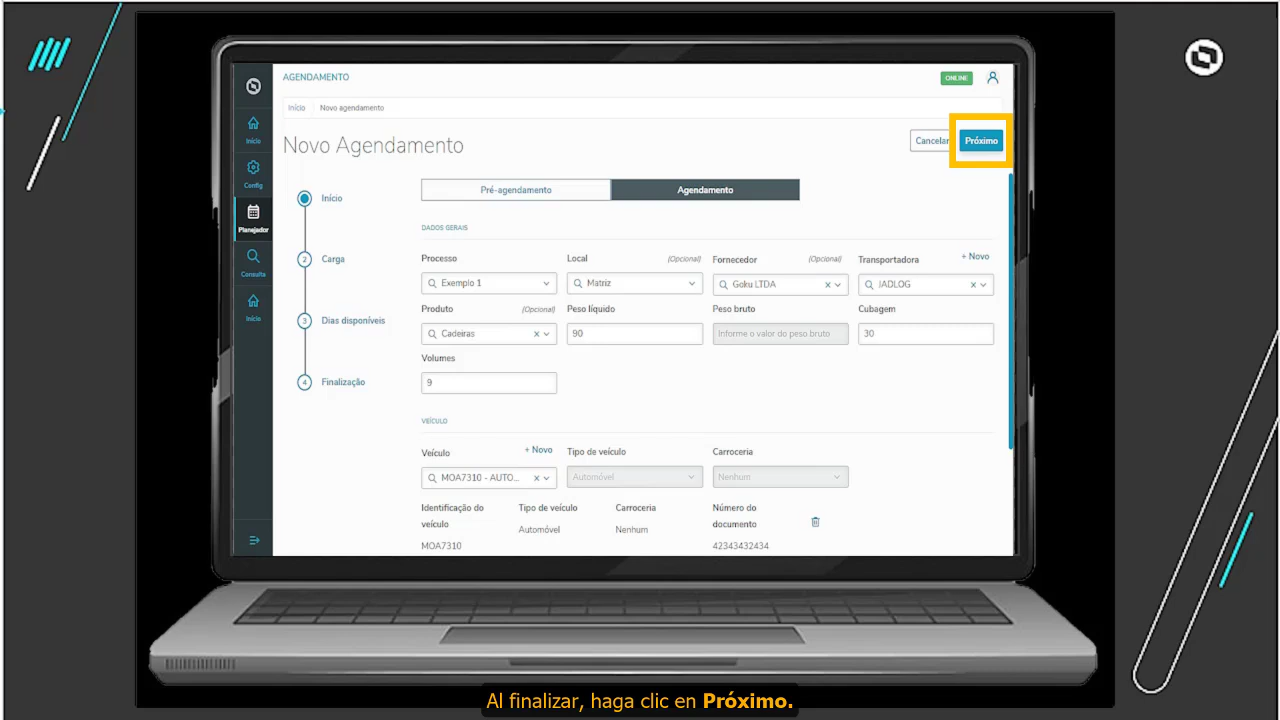 AGENDAMENTO
ONLINE
Início Novo agendamento
Novo Agendamento
Cancelar Próximo
Início
Config
Planejador
Consulta
Início
Início
2 Carga
3 Dias disponíveis
4 Finalização
Pré-agendamento Agendamento
DADOS GERAIS
Processo Local (Opcional) Fornecedor (Opcional) Transportadora + Novo
Exemplo 1 Matriz Goku LTDA JADLOG
Produto (Opcional) Peso líquido Peso bruto Cubagem
Cadeiras 90 Informe o valor do peso bruto 30
Volumes
9
VEÍCULO
Veículo + Novo Tipo de veículo Carroceria
MOA7310 - AUTO... Automóvel Nenhum
Identificação do veículo Tipo de veículo Carroceria Número do documento
MOA7310 Automóvel Nenhum 42343432434
Al finalizar, haga clic en Próximo.